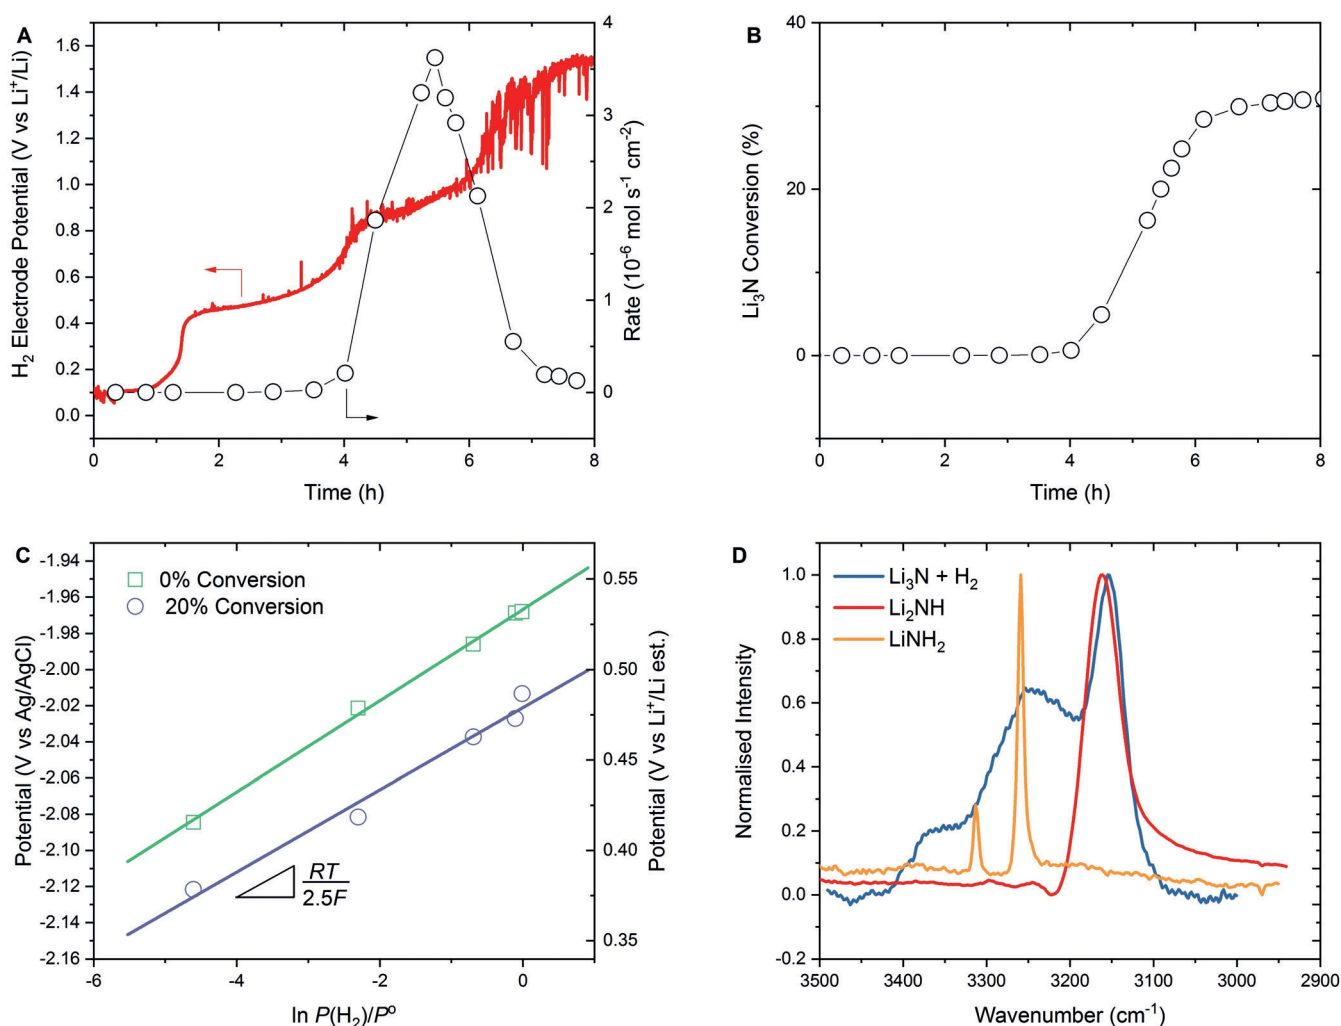 A
H₂ Electrode Potential (V vs Li⁺/Li)
1.6
1.4
1.2
1.0
0.8
0.6
0.4
0.2
0.0
0
2
4
6
8
Time (h)
4
3
2
1
0
Rate (10⁻⁶ mol s⁻¹ cm⁻²)
B
Li₃N Conversion (%)
40
20
0
0
2
4
6
8
Time (h)
C
Potential (V vs Ag/AgCl)
-1.94
-1.96
-1.98
-2.00
-2.02
-2.04
-2.06
-2.08
-2.10
-2.12
-2.14
-2.16
0% Conversion
20% Conversion
RT
2.5F
-6
-4
-2
0
ln P(H₂)/Pº
0.55
0.50
0.45
0.40
0.35
Potential (V vs Li⁺/Li est.)
D
Normalised Intensity
1.0
0.8
0.6
0.4
0.2
0.0
-0.2
Li₃N + H₂
Li₂NH
LiNH₂
3500
3400
3300
3200
3100
3000
2900
Wavenumber (cm⁻¹)